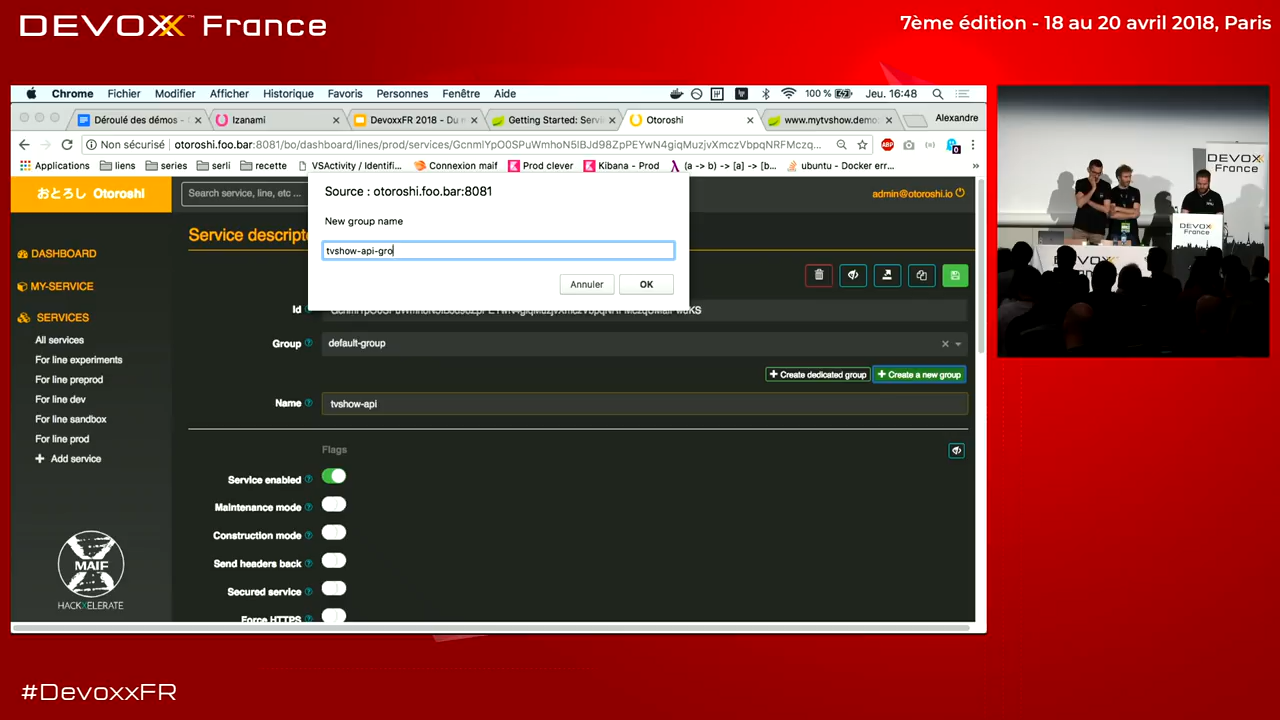 DEVOXX™ France
7ème édition - 18 au 20 avril 2018, Paris
Chrome Fichier Modifier Afficher Historique Favoris Personnes Fenêtre Aide
100 % Jeu. 16:48
Déroulé des démos - C
Izanami
DevoxxFR 2018 - Du m
Getting Started: Servi
Otoroshi
www.mytvshow.demo
Alexandre
Non sécurisé otoroshi.foo.bar:8081/bo/dashboard/lines/prod/services/
ABP
0
Applications liens series serli recette VSActivity / Identifi... Connexion maif Prod clever Kibana - Prod (a -> b) -> [a] -> [b... ubuntu - Docker err... »
おとろし Otoroshi
Search service, line, etc ...
admin@otoroshi.io
Source : otoroshi.foo.bar:8081
New group name
tvshow-api-gro
Annuler OK
Service descripto
DASHBOARD
MY-SERVICE
SERVICES
All services
For line experiments
For line preprod
For line dev
For line sandbox
For line prod
Add service
MAIF
HACKXELERATE
Id
Group default-group
Create dedicated group Create a new group
Name tvshow-api
Flags
Service enabled
Maintenance mode
Construction mode
Send headers back
Secured service
Force HTTPS
DEVOXX
France
DEVOXX
France
#DevoxxFR